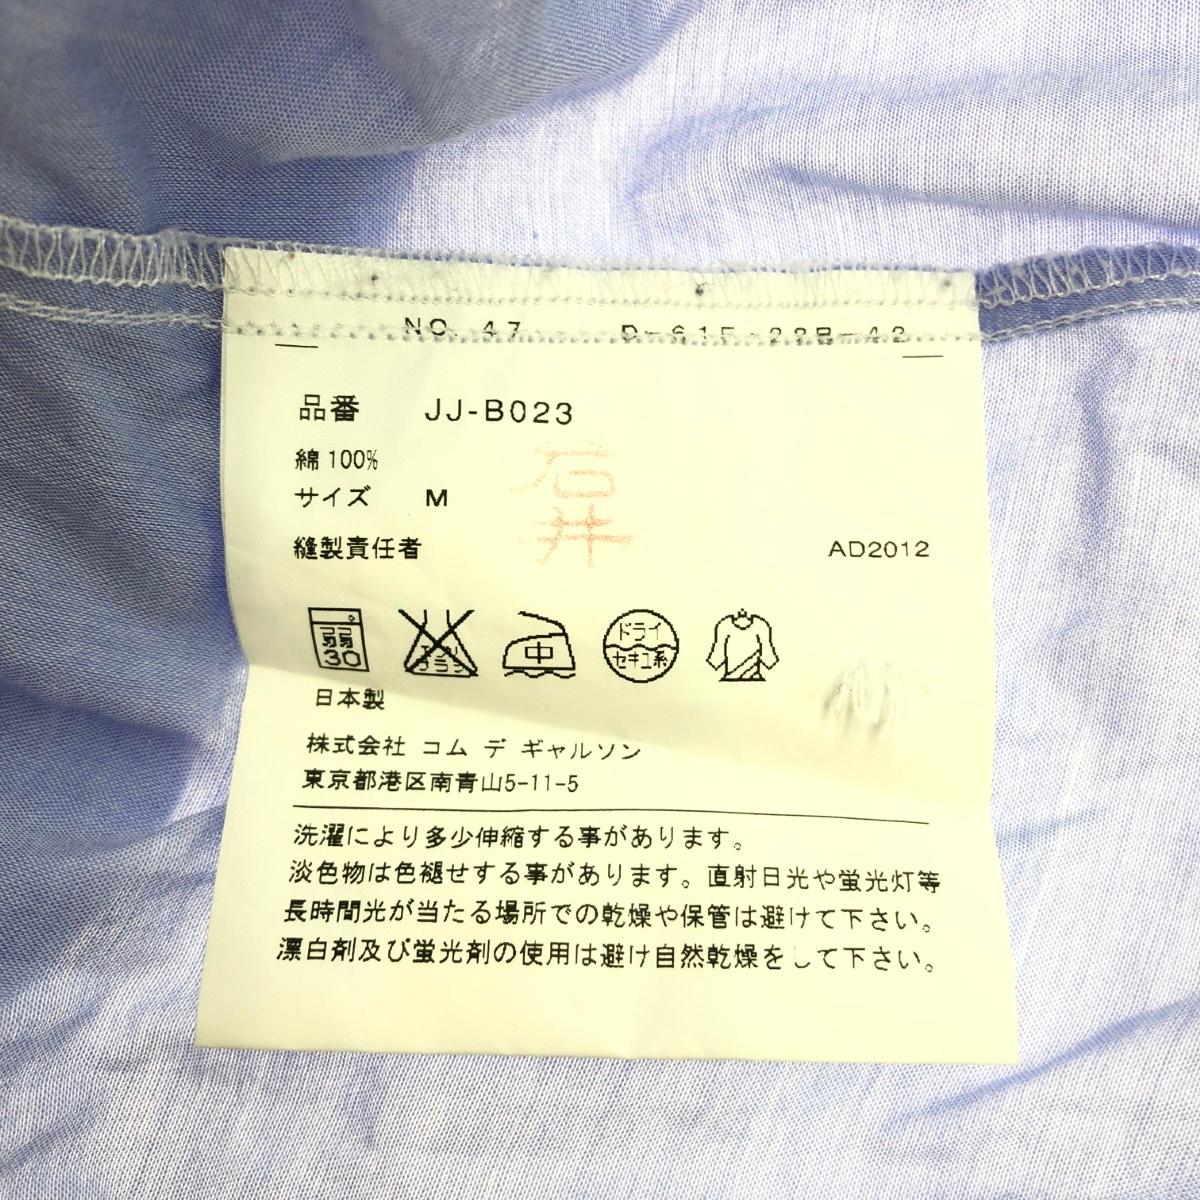 NO. 47
品番 JJ-B023
綿 100%
サイズ M
石井
縫製責任者 AD2012
30
中
ドライ
セキユ系
日本製
株式会社 コム デ ギャルソン
東京都港区南青山5-11-5
洗濯により多少伸縮する事があります。
淡色物は色褪せする事があります。直射日光や蛍光灯等
長時間光が当たる場所での乾燥や保管は避けて下さい。
漂白剤及び蛍光剤の使用は避け自然乾燥をして下さい。